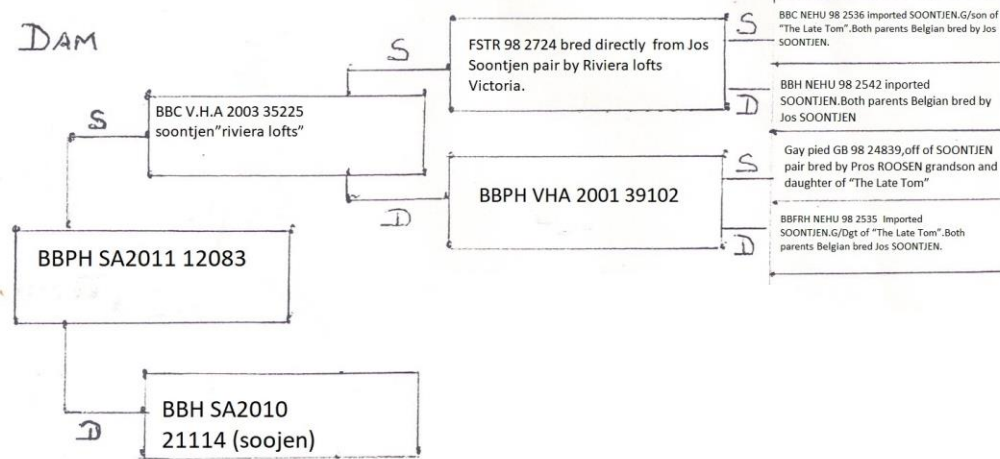 DAM
S
BBC NEHU 98 2536 imported SOONTJEN.G/son of
"The Late Tom".Both parents Belgian bred by Jos
SOONTJEN.
S
FSTR 98 2724 bred directly from Jos
Soontjen pair by Riviera lofts
Victoria.
D
BBH NEHU 98 2542 inported
SOONTJEN.Both parents Belgian bred by
Jos SOONTJEN
S
BBC V.H.A 2003 35225
soontjen"riviera lofts"
S
Gay pied GB 98 24839,off of SOONTJEN
pair bred by Pros ROOSEN grandson and
daughter of "The Late Tom"
D
BBPH VHA 2001 39102
D
BBFRH NEHU 98 2535 Imported
SOONTJEN.G/Dgt of "The Late Tom".Both
parents Belgian bred Jos SOONTJEN.
BBPH SA2011 12083
D
BBH SA2010
21114 (soojen)